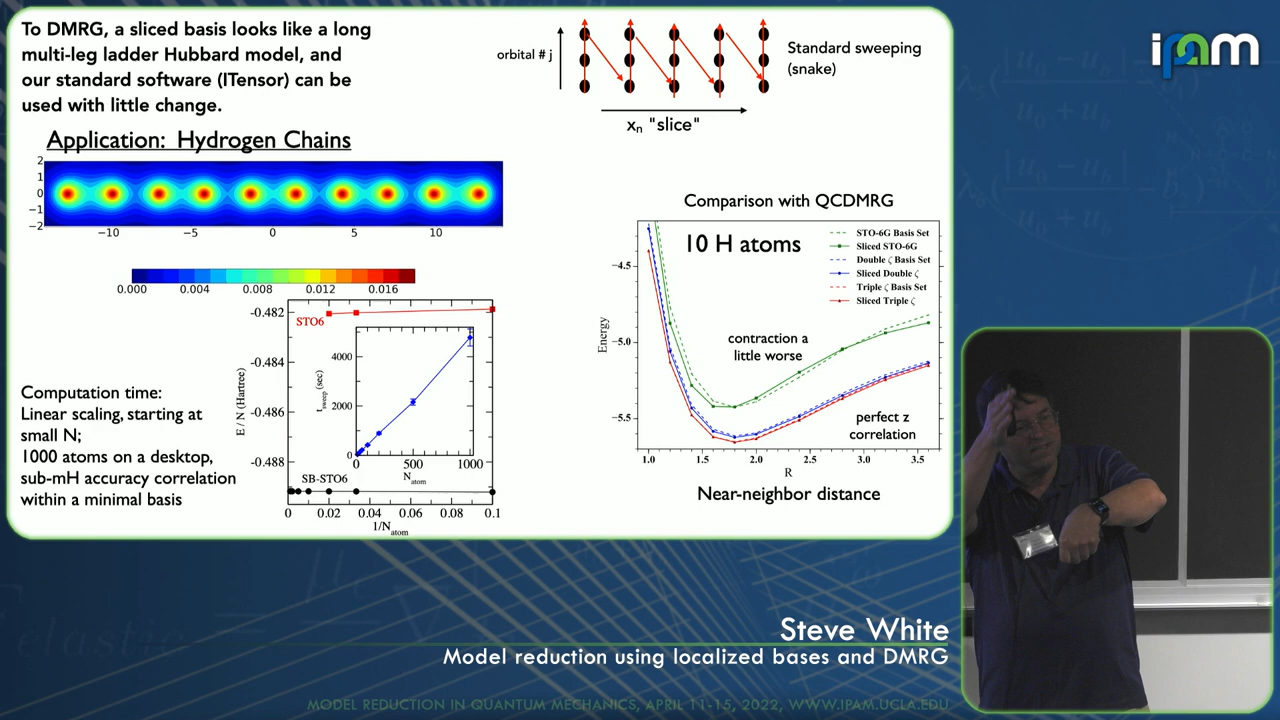 To DMRG, a sliced basis looks like a long
multi-leg ladder Hubbard model, and
our standard software (ITensor) can be
used with little change.
orbital # j
Standard sweeping
(snake)
xn "slice"
ipam
Application: Hydrogen Chains
2
1
0
−1
−2
−10
−5
0
5
10
0.000
0.004
0.008
0.012
0.016
Comparison with QCDMRG
10 H atoms
STO-6G Basis Set
Sliced STO-6G
Double ζ Basis Set
Sliced Double ζ
Triple ζ Basis Set
Sliced Triple ζ
−4.5
−5.0
−5.5
Energy
contraction a
little worse
perfect z
correlation
1.0
1.5
2.0
2.5
3.0
3.5
R
Near-neighbor distance
-0.482
-0.484
-0.486
-0.488
E / N (Hartree)
STO6
4000
2000
0
tsweep (sec)
0
500
1000
Natom
SB-STO6
0
0.02
0.04
0.06
0.08
0.1
1/Natom
Computation time:
Linear scaling, starting at
small N;
1000 atoms on a desktop,
sub-mH accuracy correlation
within a minimal basis
Steve White
Model reduction using localized bases and DMRG
MODEL REDUCTION IN QUANTUM MECHANICS, APRIL 11-15, 2022, WWW.IPAM.UCLA.EDU